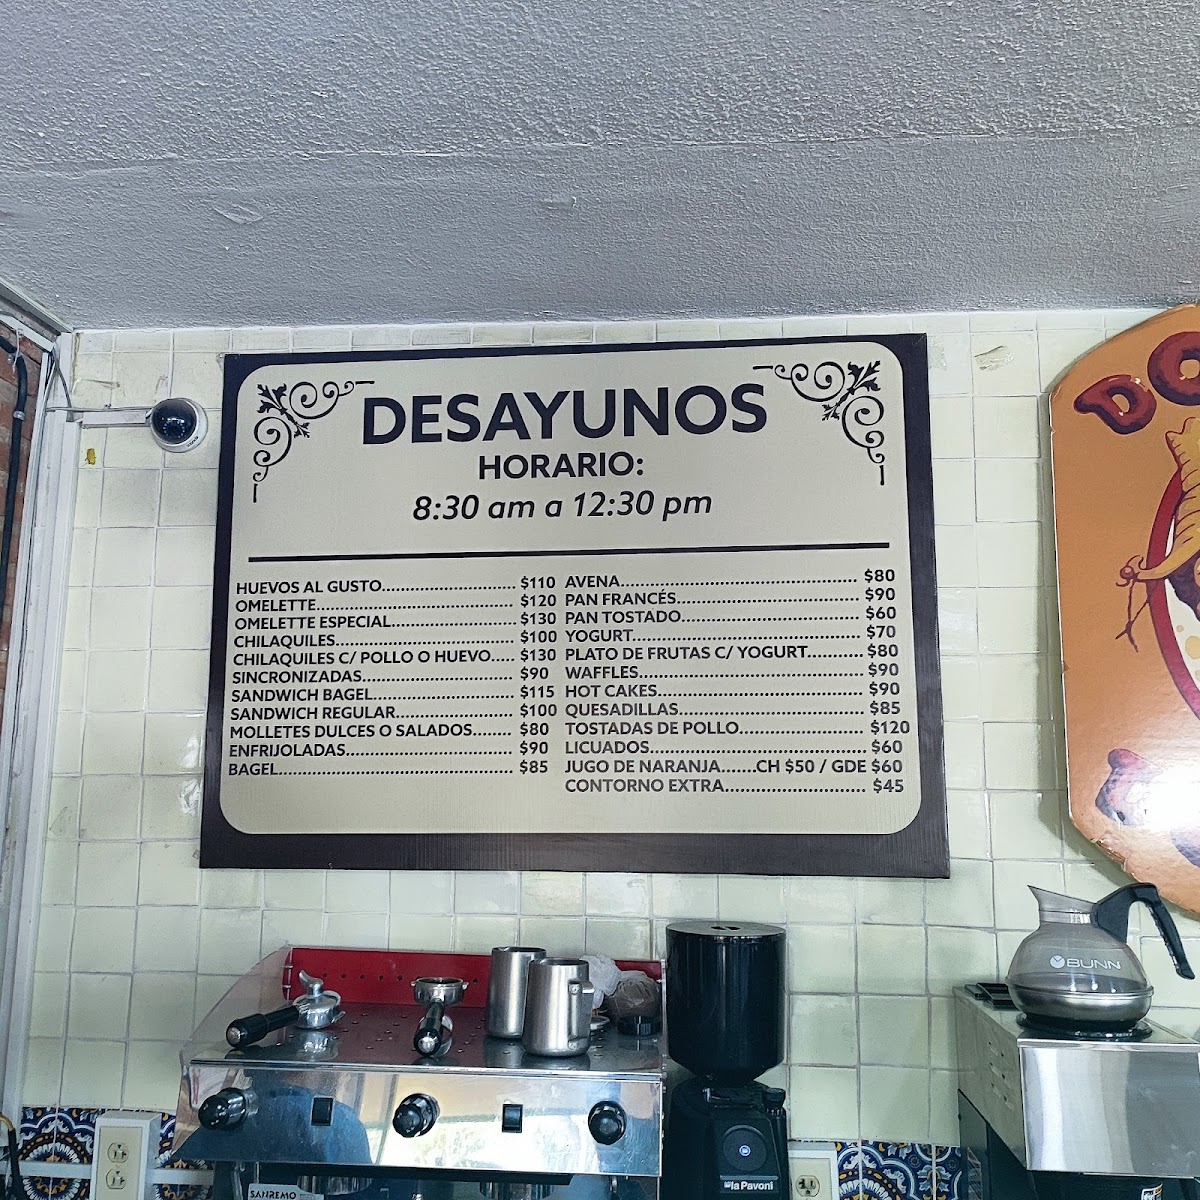 DESAYUNOS
HORARIO:
8:30 am a 12:30 pm
HUEVOS AL GUSTO.......................... $110
OMELETTE....................................... $120
OMELETTE ESPECIAL........................ $130
CHILAQUILES................................... $100
CHILAQUILES C/ POLLO O HUEVO..... $130
SINCRONIZADAS.............................. $90
SANDWICH BAGEL........................... $115
SANDWICH REGULAR....................... $100
MOLLETES DULCES O SALADOS........ $80
ENFRIJOLADAS................................. $90
BAGEL.............................................. $85
AVENA.............................................. $80
PAN FRANCÉS................................... $90
PAN TOSTADO................................... $60
YOGURT............................................ $70
PLATO DE FRUTAS C/ YOGURT........... $80
WAFFLES........................................... $90
HOT CAKES....................................... $90
QUESADILLAS................................... $85
TOSTADAS DE POLLO........................ $120
LICUADOS......................................... $60
JUGO DE NARANJA.......CH $50 / GDE $60
CONTORNO EXTRA........................... $45
BUNN
SANREMO
la Pavoni